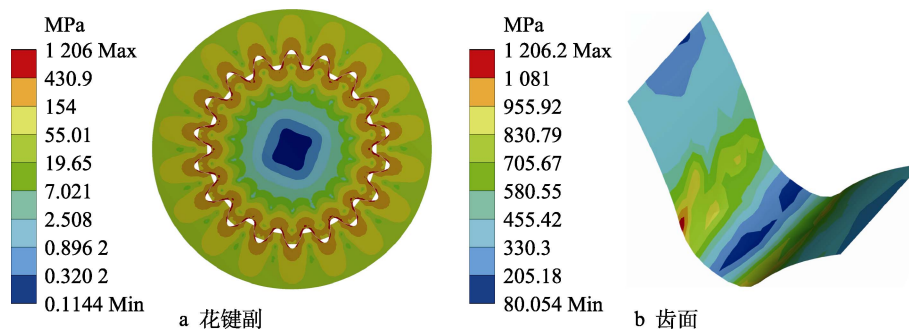 MPa
1 206 Max
430.9
154
55.01
19.65
7.021
2.508
0.896 2
0.320 2
0.1144 Min
a 花键副
MPa
1 206.2 Max
1 081
955.92
830.79
705.67
580.55
455.42
330.3
205.18
80.054 Min
b 齿面